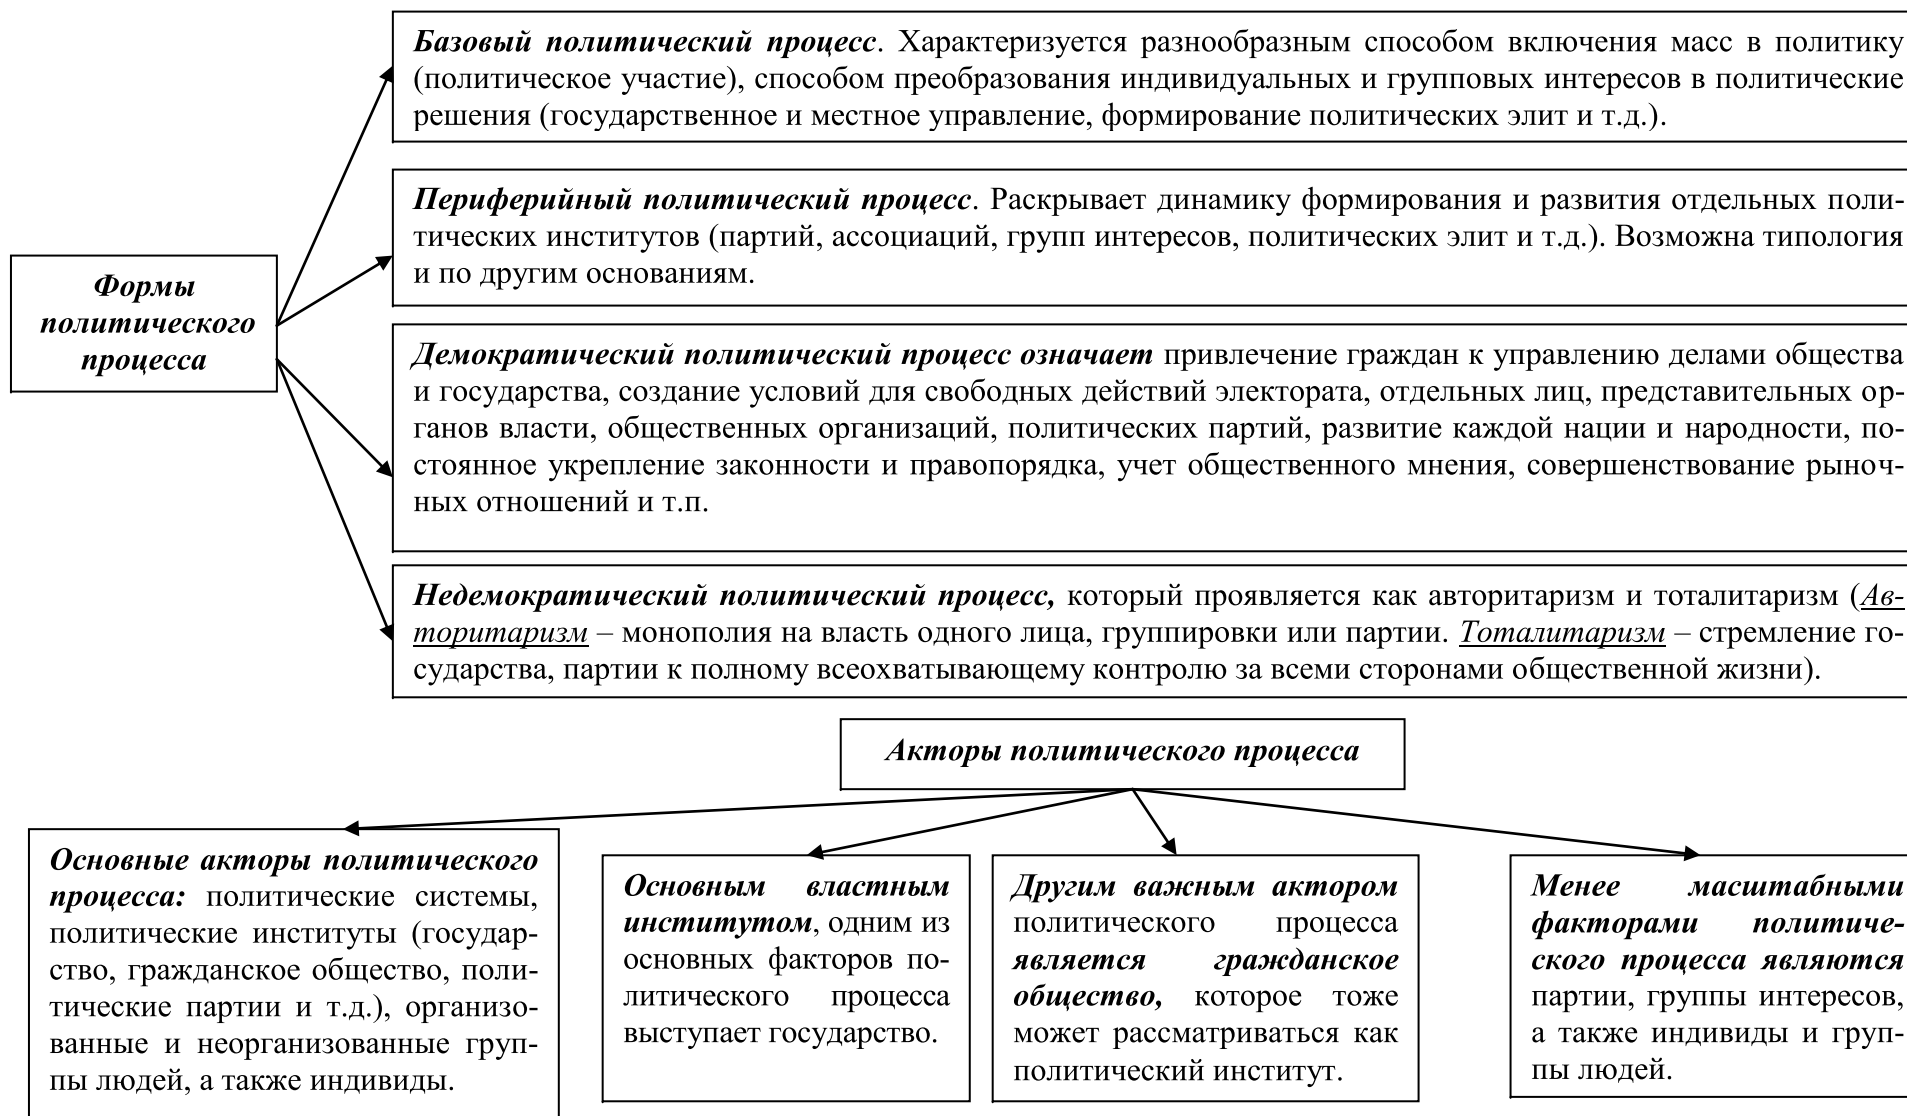 Базовый политический процесс. Характеризуется разнообразным способом включения масс в политику
(политическое участие), способом преобразования индивидуальных и групповых интересов в политические
решения (государственное и местное управление, формирование политических элит и т.д.).
Периферийный политический процесс. Раскрывает динамику формирования и развития отдельных поли-
тических институтов (партий, ассоциаций, групп интересов, политических элит и т.д.). Возможна типология
и по другим основаниям.
Формы
политического
процесса
Демократический политический процесс означает привлечение граждан к управлению делами общества
и государства, создание условий для свободных действий электората, отдельных лиц, представительных ор-
ганов власти, общественных организаций, политических партий, развитие каждой нации и народности, по-
стоянное укрепление законности и правопорядка, учет общественного мнения, совершенствование рыноч-
ных отношений и т.п.
Недемократический политический процесс, который проявляется как авторитаризм и тоталитаризм (Ав-
торитаризм – монополия на власть одного лица, группировки или партии. Тоталитаризм – стремление го-
сударства, партии к полному всеохватывающему контролю за всеми сторонами общественной жизни).
Акторы политического процесса
Основные акторы политического
процесса: политические системы,
политические институты (государ-
ство, гражданское общество, поли-
тические партии и т.д.), организо-
ванные и неорганизованные груп-
пы людей, а также индивиды.
Основным властным
институтом, одним из
основных факторов по-
литического процесса
выступает государство.
Другим важным актором
политического процесса
является гражданское
общество, которое тоже
может рассматриваться как
политический институт.
Менее масштабными
факторами политиче-
ского процесса являются
партии, группы интересов,
а также индивиды и груп-
пы людей.